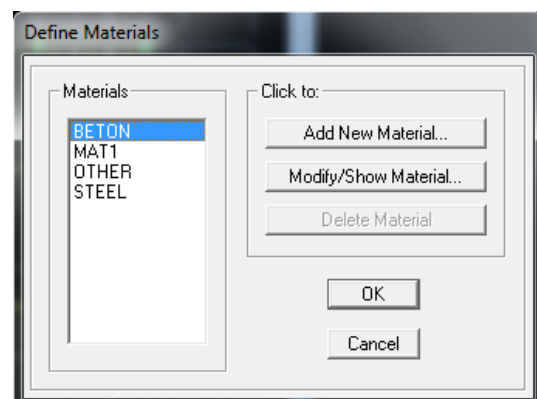 Define Materials
Materials
BETON
MAT1
OTHER
STEEL
Click to:
Add New Material...
Modify/Show Material...
Delete Material
OK
Cancel